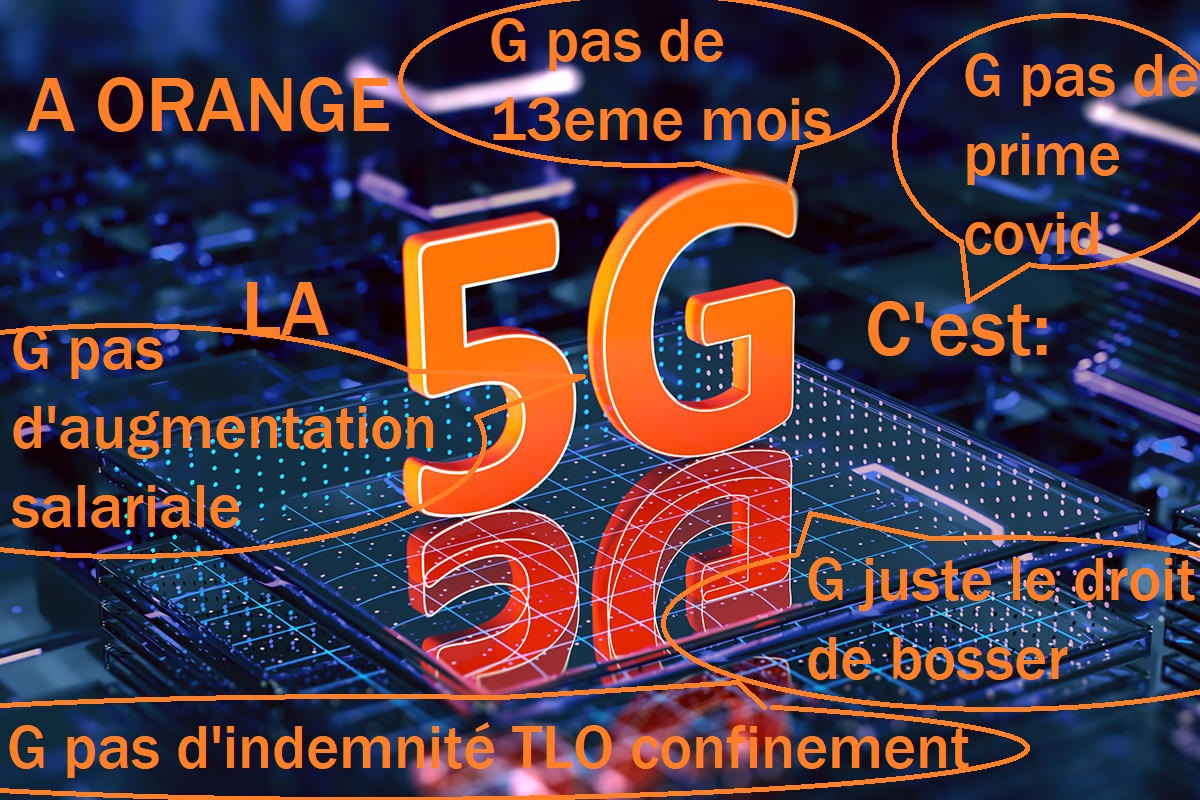 A ORANGE
G pas de
13eme mois
G pas de
prime
covid
LA
5G
C'est:
G pas
d'augmentation
salariale
G juste le droit
de bosser
G pas d'indemnité TLO confinement